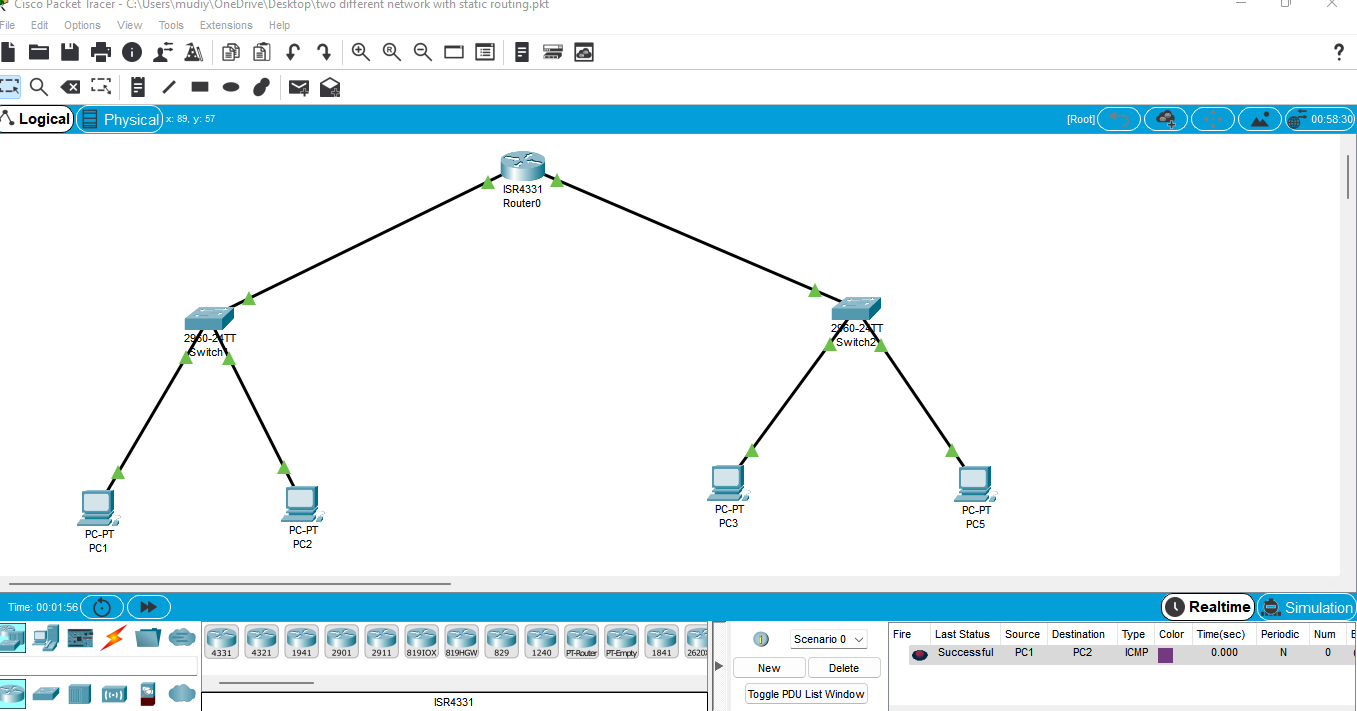 Cisco Packet Tracer - C:\Users\mudiy\OneDrive\Desktop\two different network with static routing.pkt
File Edit Options View Tools Extensions Help
?
Logical Physical x: 89, y: 57 [Root] 00:58:30
ISR4331
Router0
2960-24TT
Switch1
2960-24TT
Switch2
PC-PT
PC1
PC-PT
PC2
PC-PT
PC3
PC-PT
PC5
Time: 00:01:56 Realtime Simulation
4331 4321 1941 2901 2911 819IOX 819HGW 829 1240 PT-Router PT-Empty 1841 2620X
ISR4331
Scenario 0
New Delete
Toggle PDU List Window
Fire Last Status Source Destination Type Color Time(sec) Periodic Num
Successful PC1 PC2 ICMP 0.000 N 0